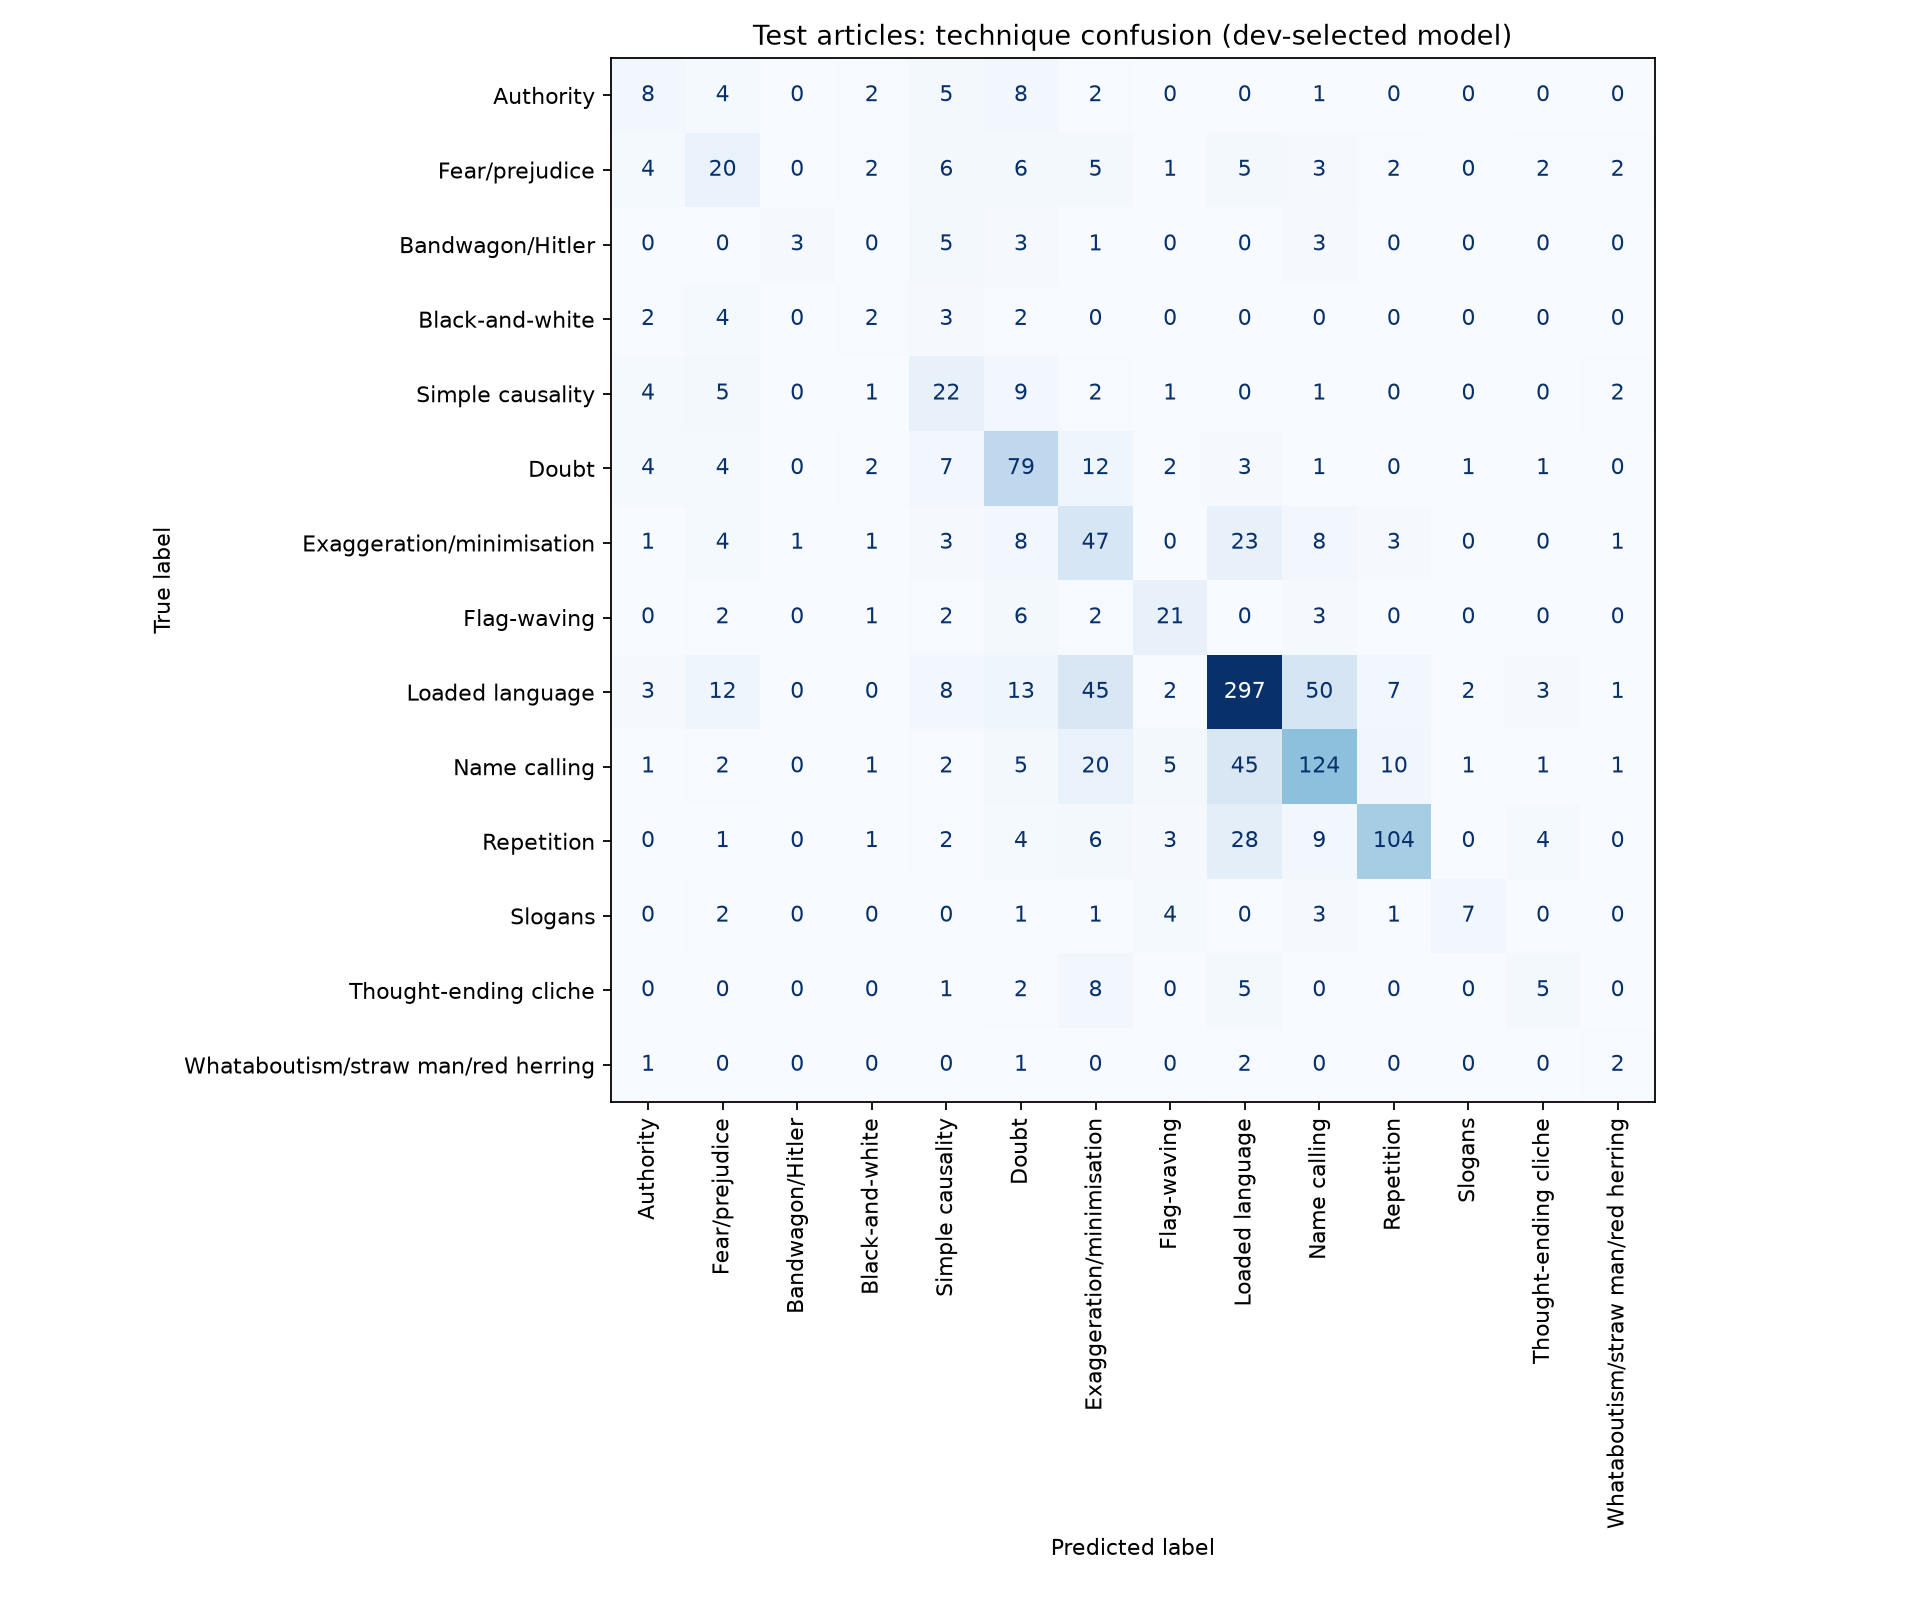 Test articles: technique confusion (dev-selected model)
Authority 8 4 0 2 5 8 2 0 0 1 0 0 0 0
Fear/prejudice 4 20 0 2 6 6 5 1 5 3 2 0 2 2
Bandwagon/Hitler 0 0 3 0 5 3 1 0 0 3 0 0 0 0
Black-and-white 2 4 0 2 3 2 0 0 0 0 0 0 0 0
Simple causality 4 5 0 1 22 9 2 1 0 1 0 0 0 2
Doubt 4 4 0 2 7 79 12 2 3 1 0 1 1 0
Exaggeration/minimisation 1 4 1 1 3 8 47 0 23 8 3 0 0 1
Flag-waving 0 2 0 1 2 6 2 21 0 3 0 0 0 0
Loaded language 3 12 0 0 8 13 45 2 297 50 7 2 3 1
Name calling 1 2 0 1 2 5 20 5 45 124 10 1 1 1
Repetition 0 1 0 1 2 4 6 3 28 9 104 0 4 0
Slogans 0 2 0 0 0 1 1 4 0 3 1 7 0 0
Thought-ending cliche 0 0 0 0 1 2 8 0 5 0 0 0 5 0
Whataboutism/straw man/red herring 1 0 0 0 0 1 0 0 2 0 0 0 0 2
True label
Authority
Fear/prejudice
Bandwagon/Hitler
Black-and-white
Simple causality
Doubt
Exaggeration/minimisation
Flag-waving
Loaded language
Name calling
Repetition
Slogans
Thought-ending cliche
Whataboutism/straw man/red herring
Predicted label